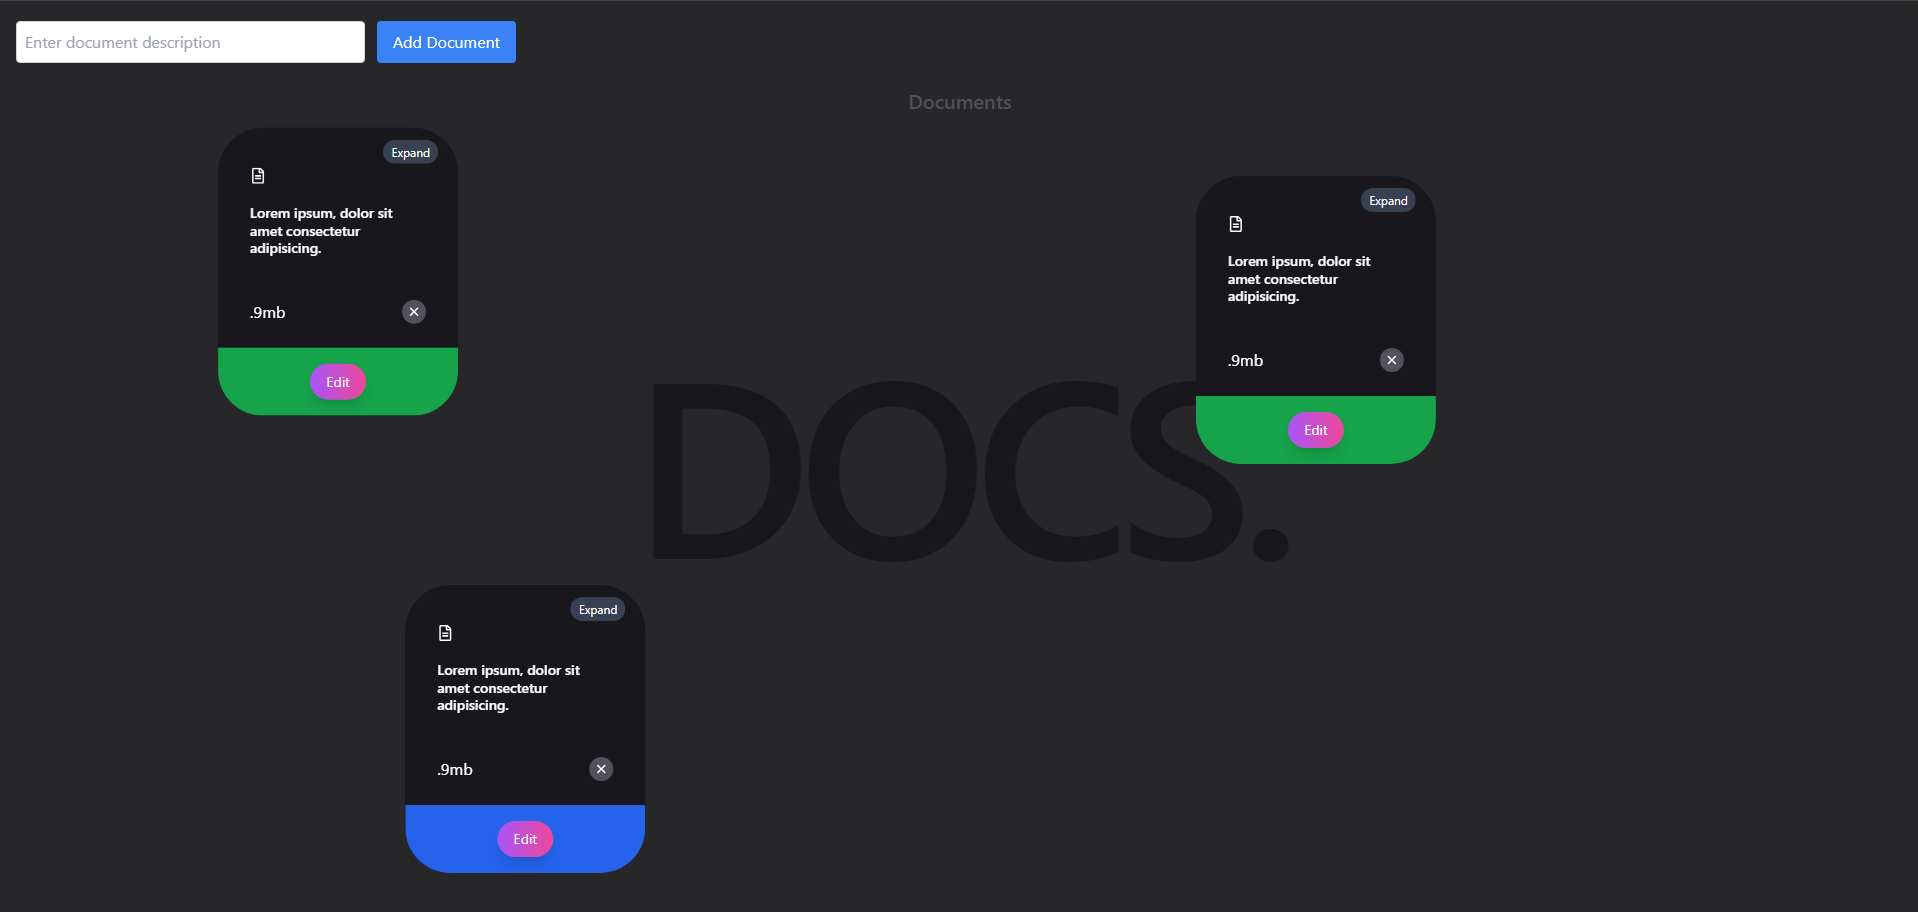 Enter document description
Add Document
Documents
Expand
Lorem ipsum, dolor sit
amet consectetur
adipisicing.
.9mb
Edit
Expand
Lorem ipsum, dolor sit
amet consectetur
adipisicing.
.9mb
Edit
DOCS.
Expand
Lorem ipsum, dolor sit
amet consectetur
adipisicing.
.9mb
Edit